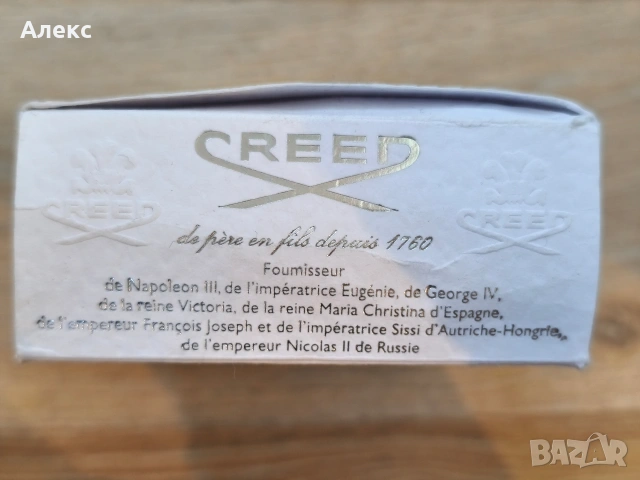 Алекс
CREED
CREED
CREED
de père en fils depuis 1760
Fournisseur
de Napoleon III, de l'impératrice Eugénie, de George IV,
de la reine Victoria, de la reine Maria Christina d'Espagne,
de l'empereur François Joseph et de l'impératrice Sissi d'Autriche-Hongrie,
de l'empereur Nicolas II de Russie
BAZAR